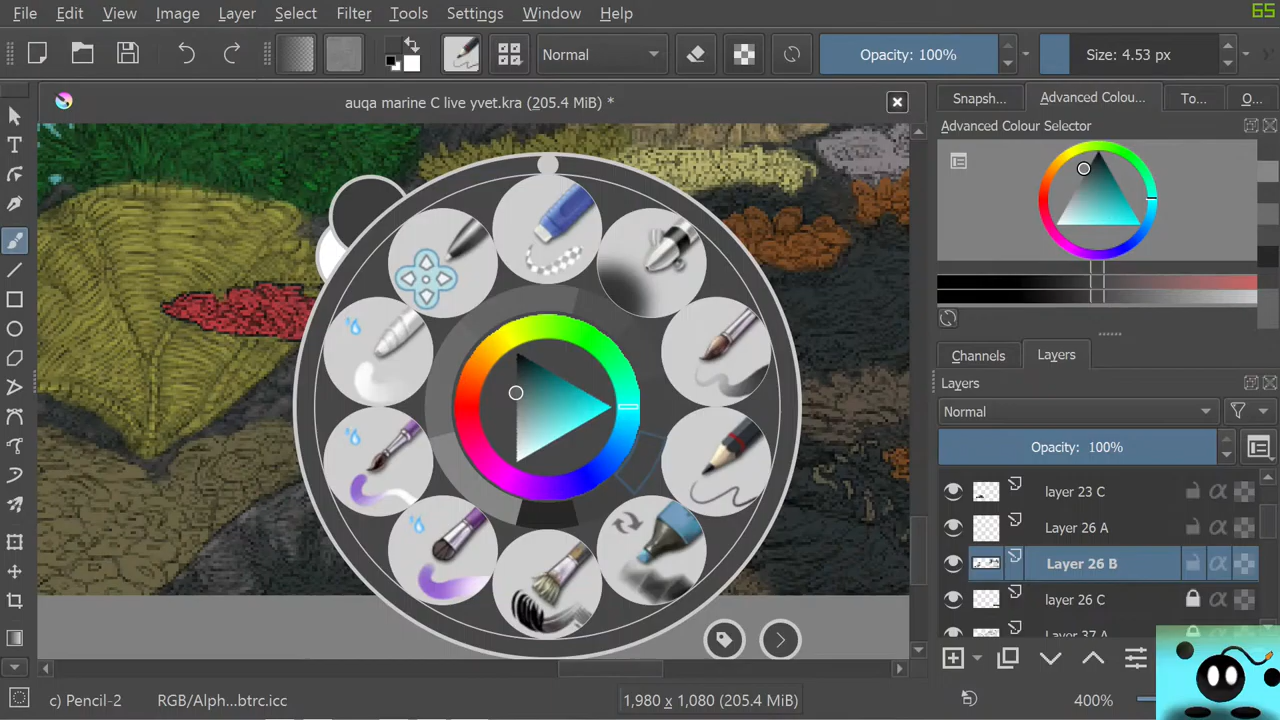 File Edit View Image Layer Select Filter Tools Settings Window Help
65
Normal
Opacity: 100%
Size: 4.53 px
auqa marine C live yvet.kra (205.4 MiB) *
Snapsh...
Advanced Colou...
To...
O...
Advanced Colour Selector
Channels
Layers
Layers
Normal
Opacity: 100%
layer 23 C
Layer 26 A
Layer 26 B
layer 26 C
Layer 37 A
c) Pencil-2
RGB/Alph...btrc.icc
1,980 x 1,080 (205.4 MiB)
400%